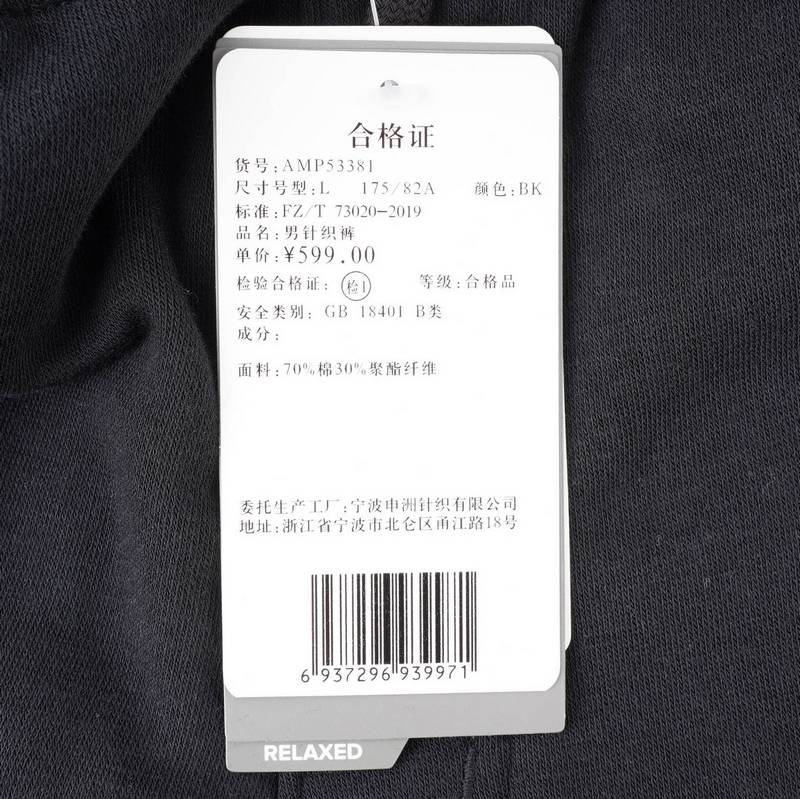 合格证
货号:AMP53381
尺寸号型:L 175/82A 颜色:BK
标准:FZ/T 73020-2019
品名:男针织裤
单价:¥599.00
检验合格证: 检1 等级:合格品
安全类别: GB 18401 B类
成分:
面料:70%棉30%聚酯纤维
委托生产工厂:宁波申洲针织有限公司
地址:浙江省宁波市北仑区甬江路18号
6 937296 939971
RELAXED